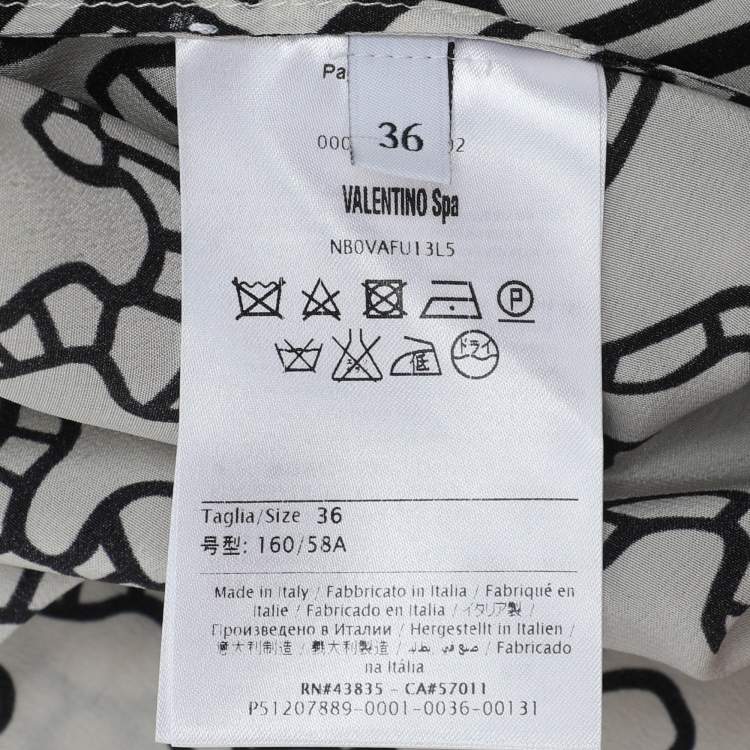 Pa
36
000 02
VALENTINO Spa
NB0VAFU13L5
P
低 ドライ
Taglia/Size 36
号型: 160/58A
Made in Italy / Fabbricato in Italia / Fabriqué en
Italie / Fabricado en Italia / イタリア製 /
Произведено в Италии / Hergestellt in Italien /
意大利制造 / 義大利製造 / صنع في / Fabricado
na Itália
RN#43835 - CA#57011
P51207889-0001-0036-00131